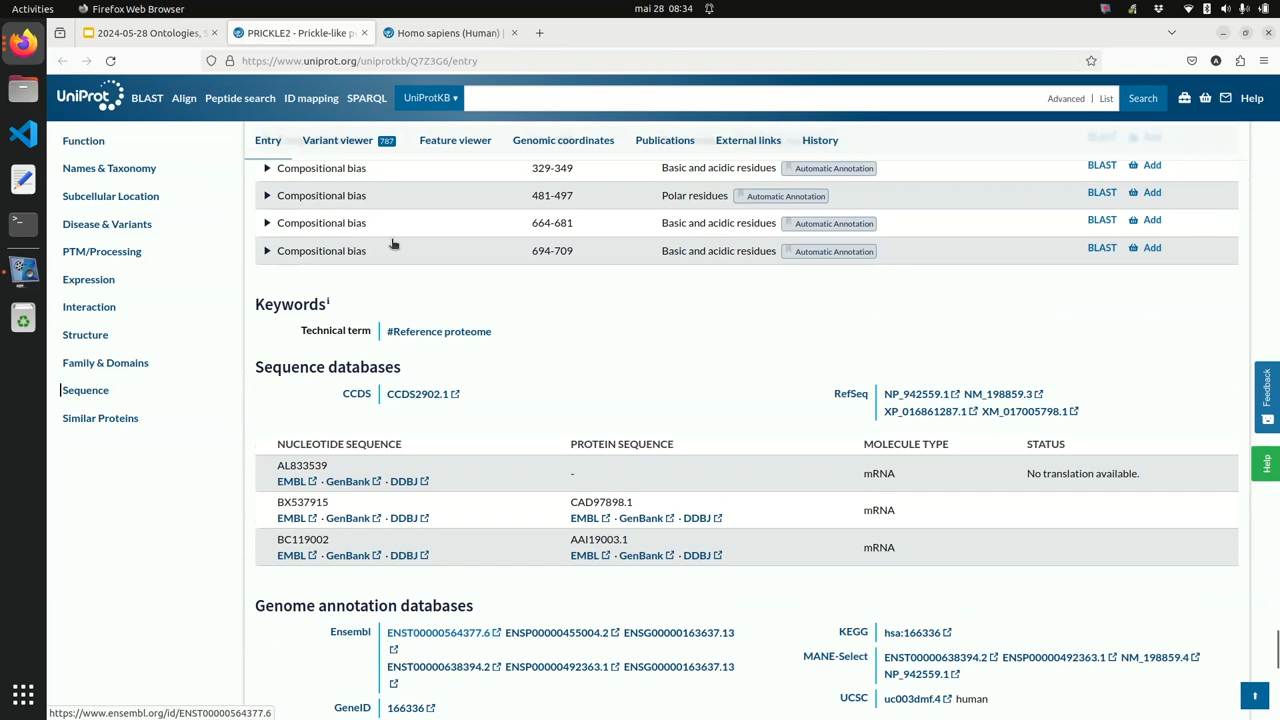 Activities
Firefox Web Browser
mai 28 08:34
2024-05-28 Ontologies, S
PRICKLE2 - Prickle-like p
Homo sapiens (Human) |
https://www.uniprot.org/uniprotkb/Q7Z3G6/entry
UniProt
BLAST Align Peptide search ID mapping SPARQL
UniProtKB
Advanced | List
Search
Help
Function
Names & Taxonomy
Subcellular Location
Disease & Variants
PTM/Processing
Expression
Interaction
Structure
Family & Domains
Sequence
Similar Proteins
Entry Variant viewer 787 Feature viewer Genomic coordinates Publications External links History
BLAST Add
Compositional bias 329-349 Basic and acidic residues Automatic Annotation BLAST Add
Compositional bias 481-497 Polar residues Automatic Annotation BLAST Add
Compositional bias 664-681 Basic and acidic residues Automatic Annotation BLAST Add
Compositional bias 694-709 Basic and acidic residues Automatic Annotation BLAST Add
Keywords i
Technical term #Reference proteome
Sequence databases
CCDS CCDS2902.1 RefSeq NP_942559.1 NM_198859.3
XP_016861287.1 XM_017005798.1
NUCLEOTIDE SEQUENCE PROTEIN SEQUENCE MOLECULE TYPE STATUS
AL833539
EMBL · GenBank · DDBJ - mRNA No translation available.
BX537915 CAD97898.1
EMBL · GenBank · DDBJ EMBL · GenBank · DDBJ mRNA
BC119002 AAI19003.1
EMBL · GenBank · DDBJ EMBL · GenBank · DDBJ mRNA
Genome annotation databases
Ensembl ENST00000564377.6 ENSP00000455004.2 ENSG00000163637.13
ENST00000638394.2 ENSP00000492363.1 ENSG00000163637.13
GeneID 166336
KEGG hsa:166336
MANE-Select ENST00000638394.2 ENSP00000492363.1 NM_198859.4
NP_942559.1
UCSC uc003dmf.4 human
Feedback
Help
https://www.ensembl.org/id/ENST00000564377.6